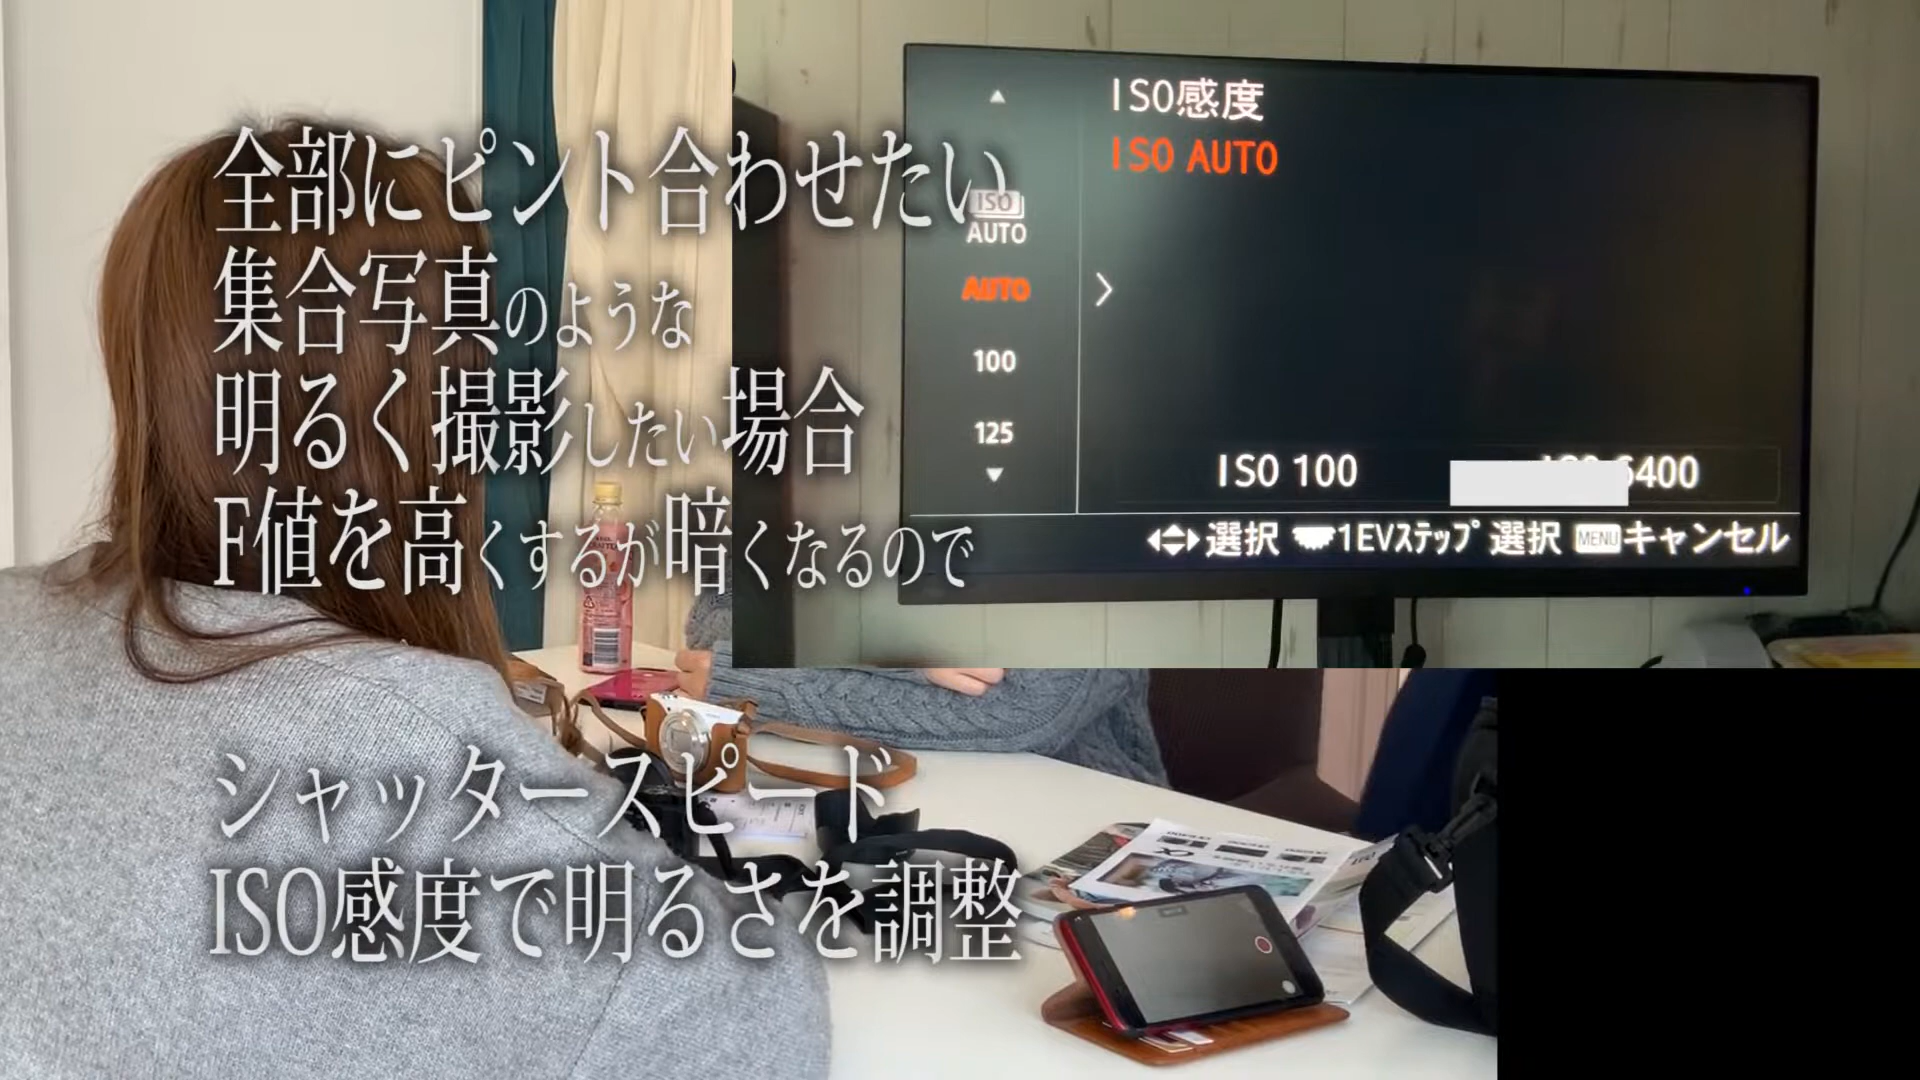 全部にピント合わせたい
集合写真のような
明るく撮影したい場合
F値を高くするが暗くなるので
シャッタースピード
ISO感度で明るさを調整
ISO感度
ISO AUTO
ISO
AUTO
AUTO
100
125
ISO 100
6400
選択 1EVステップ 選択 MENU キャンセル